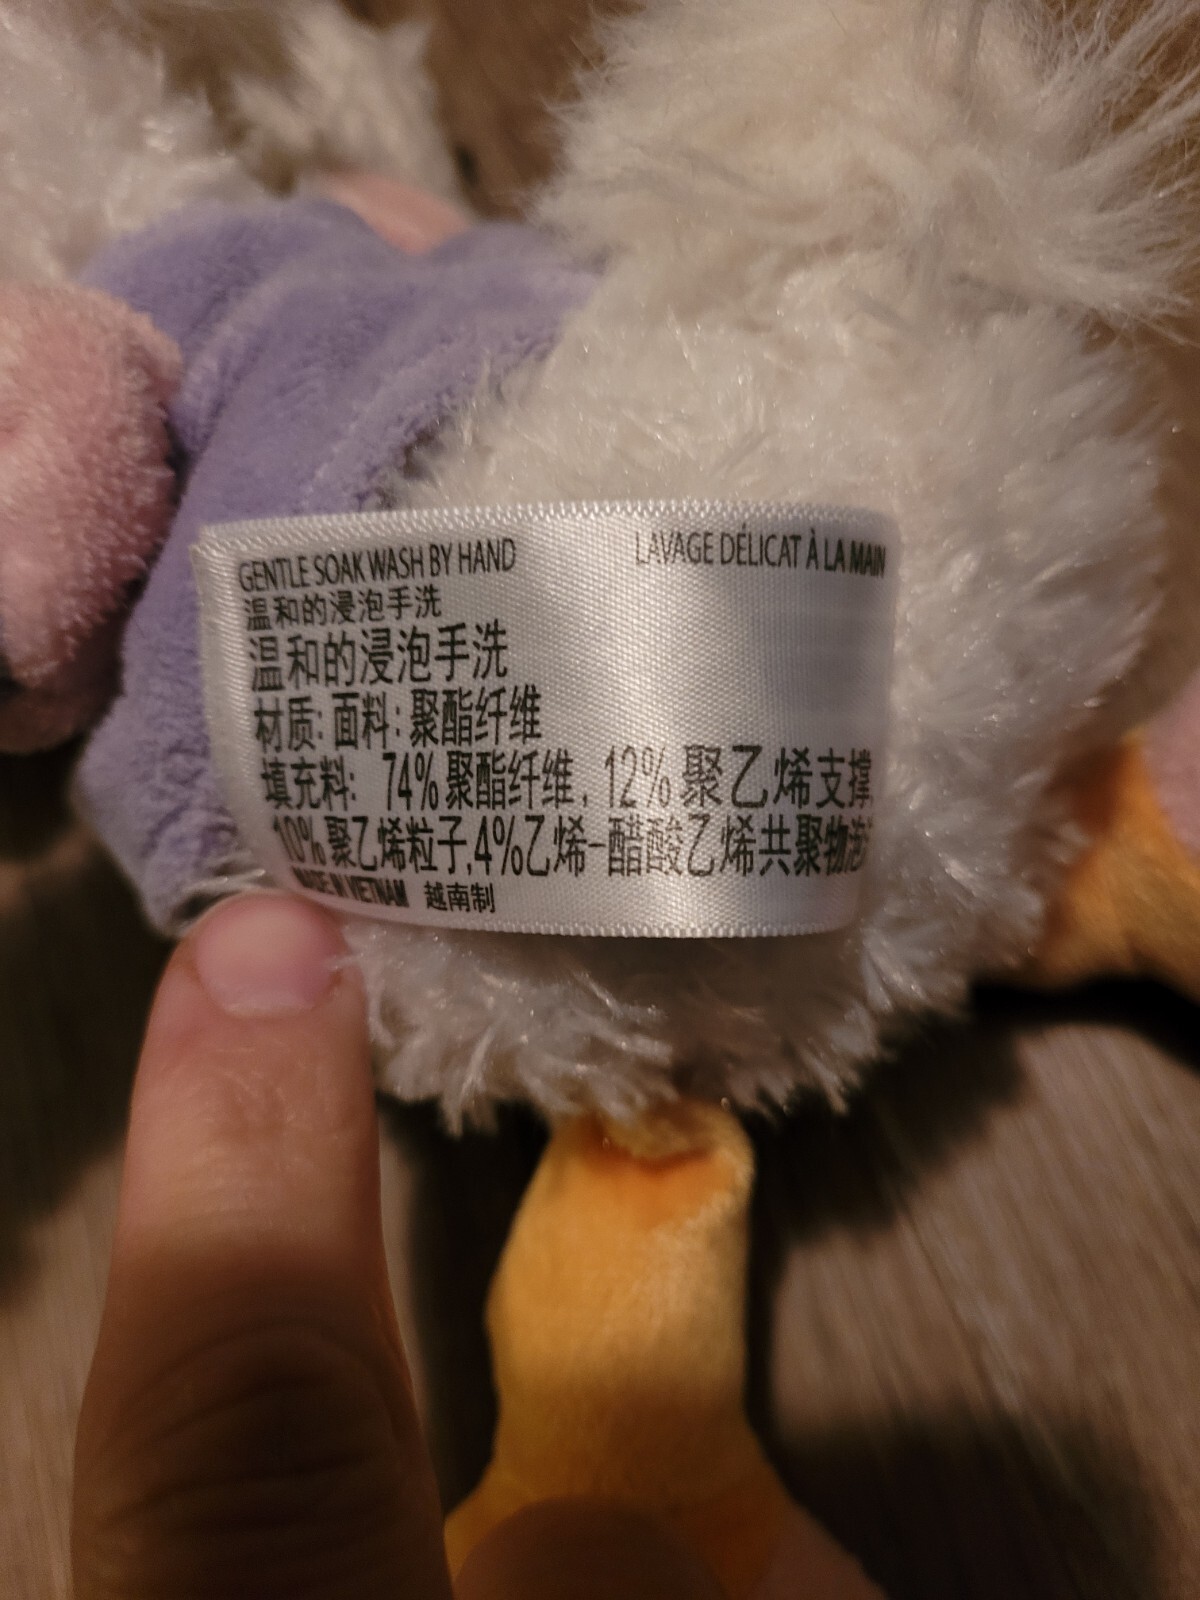 GENTLE SOAK WASH BY HAND LAVAGE DÉLICAT À LA MAIN
温和的浸泡手洗
温和的浸泡手洗
材质: 面料: 聚酯纤维
填充料: 74% 聚酯纤维, 12% 聚乙烯支撑
10% 聚乙烯粒子,4%乙烯-醋酸乙烯共聚物
MADE IN VIETNAM 越南制